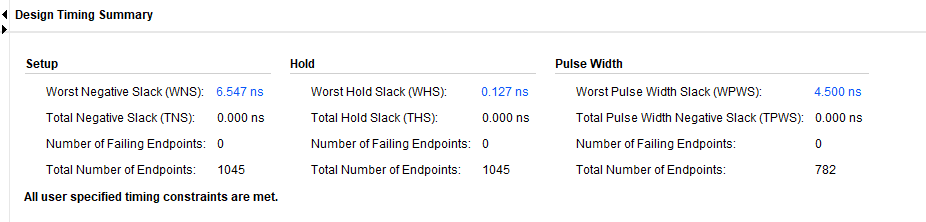 Design Timing Summary
Setup Hold Pulse Width
Worst Negative Slack (WNS): 6.547 ns Worst Hold Slack (WHS): 0.127 ns Worst Pulse Width Slack (WPWS): 4.500 ns
Total Negative Slack (TNS): 0.000 ns Total Hold Slack (THS): 0.000 ns Total Pulse Width Negative Slack (TPWS): 0.000 ns
Number of Failing Endpoints: 0 Number of Failing Endpoints: 0 Number of Failing Endpoints: 0
Total Number of Endpoints: 1045 Total Number of Endpoints: 1045 Total Number of Endpoints: 782
All user specified timing constraints are met.